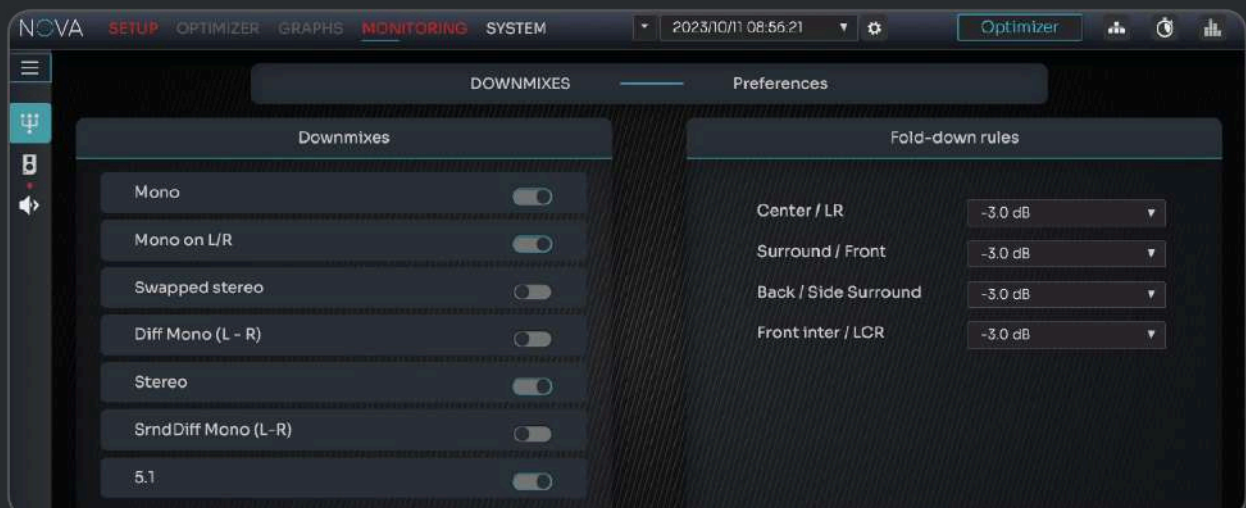 NOVA SETUP OPTIMIZER GRAPHS MONITORING SYSTEM 2023/10/11 08:56:21 Optimizer
DOWNMIXES Preferences
Downmixes
Mono
Mono on L/R
Swapped stereo
Diff Mono (L - R)
Stereo
SrndDiff Mono (L-R)
5.1
Fold-down rules
Center / LR -3.0 dB
Surround / Front -3.0 dB
Back / Side Surround -3.0 dB
Front inter / LCR -3.0 dB